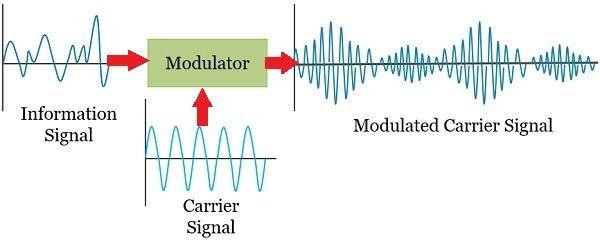 Modulator
Information
Signal
Carrier
Signal
Modulated Carrier Signal